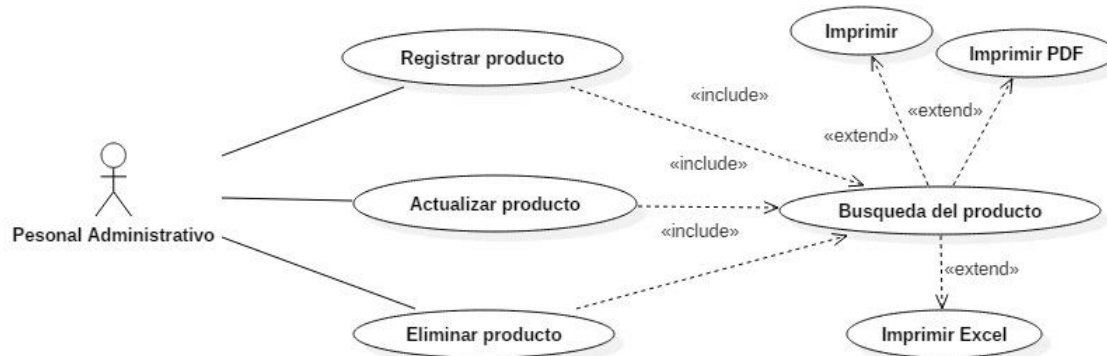 Imprimir
Imprimir PDF
Registrar producto
«include»
«extend»
«extend»
«include»
Actualizar producto
Busqueda del producto
Pesonal Administrativo
«include»
«extend»
Eliminar producto
Imprimir Excel